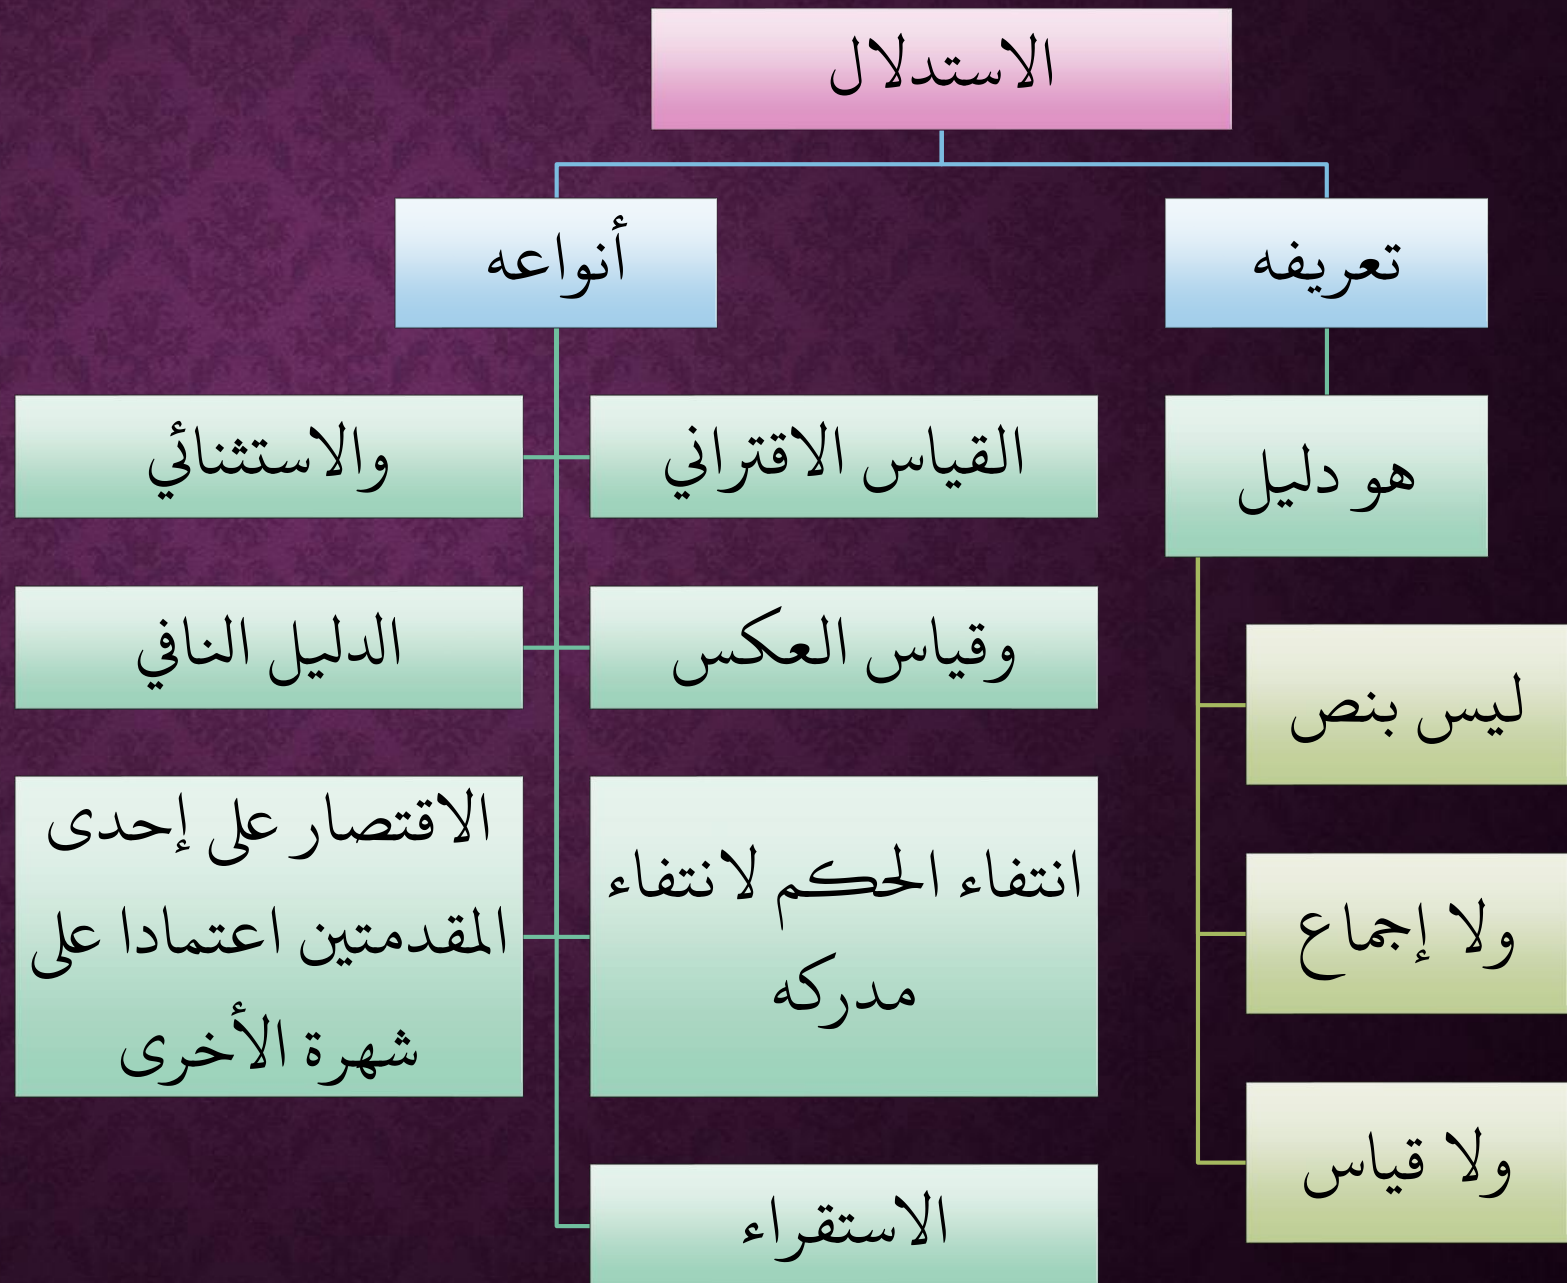 الاستدلال
تعريفه
هو دليل
ليس بنص
ولا إجماع
ولا قياس
أنواعه
القياس الاقتراني
والاستثنائي
وقياس العكس
الدليل النافي
انتفاء الحكم لانتفاء
مدركه
الاقتصار على إحدى
المقدمتين اعتمادا على
شهرة الأخرى
الاستقراء